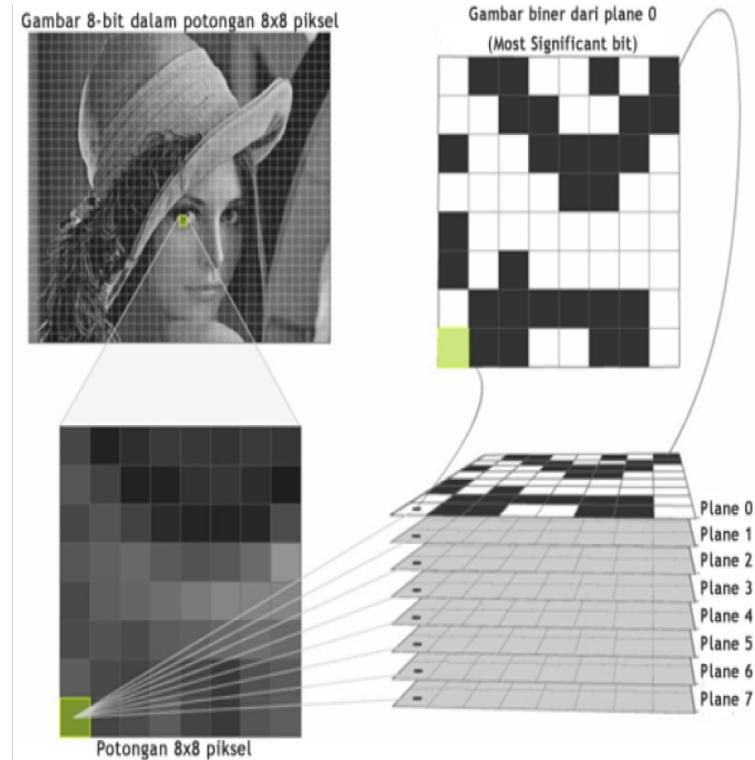 Gambar 8-bit dalam potongan 8x8 piksel
Gambar biner dari plane 0
(Most Significant bit)
Plane 0
Plane 1
Plane 2
Plane 3
Plane 4
Plane 5
Plane 6
Plane 7
Potongan 8x8 piksel